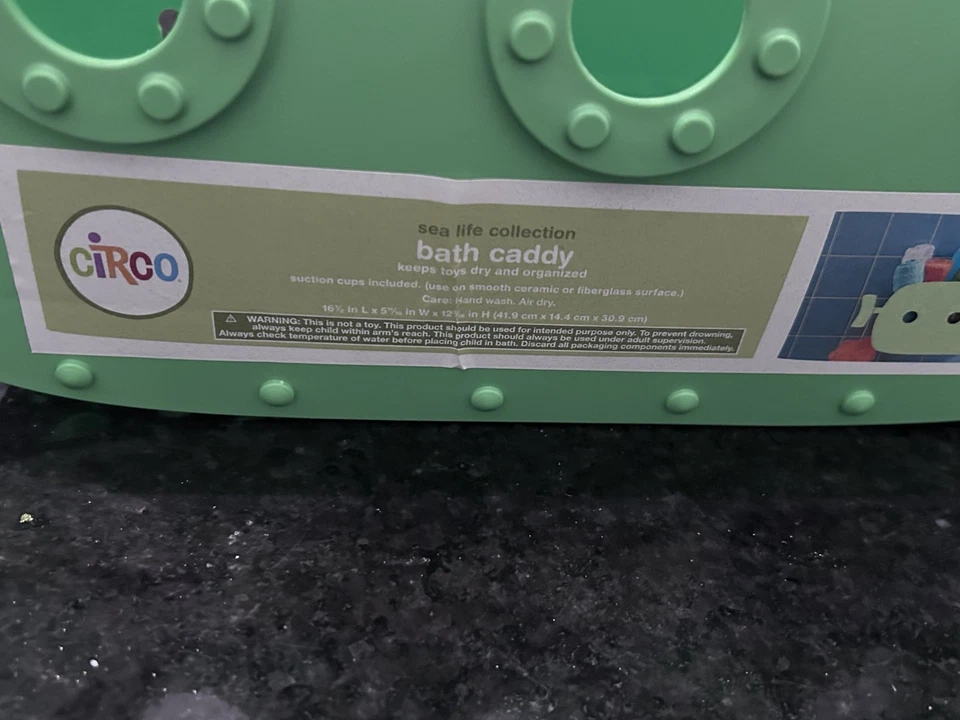 CiRCO
sea life collection
bath caddy
keeps toys dry and organized
suction cups included. (use on smooth ceramic or fiberglass surface.)
Care: Hand wash. Air dry.
in L x in W x in H (41.9 cm x 14.4 cm x 30.9 cm)
WARNING: This is not a toy. This product should be used for intended purpose only. To prevent drowning,
always keep child within arm's reach. This product should always be used under adult supervision.
Always check temperature of water before placing child in bath. Discard all packaging components immediately.